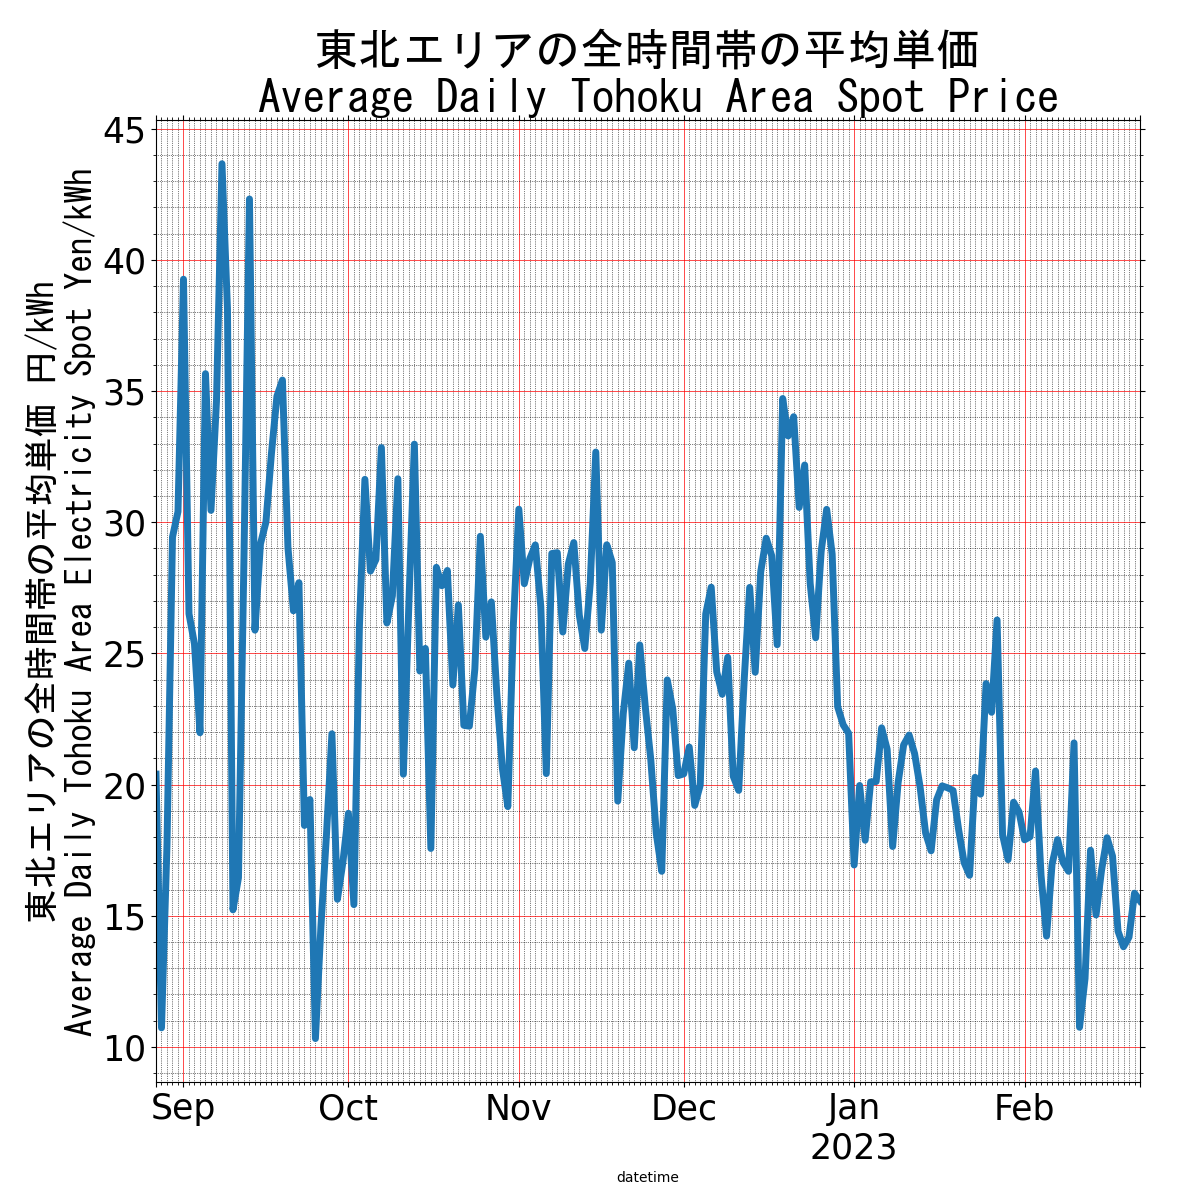 東北エリアの全時間帯の平均単価
Average Daily Tohoku Area Spot Price
東北エリアの全時間帯の平均単価 円/kWh
Average Daily Tohoku Area Electricity Spot Yen/kWh
45
40
35
30
25
20
15
10
Sep Oct Nov Dec Jan Feb
2023
datetime